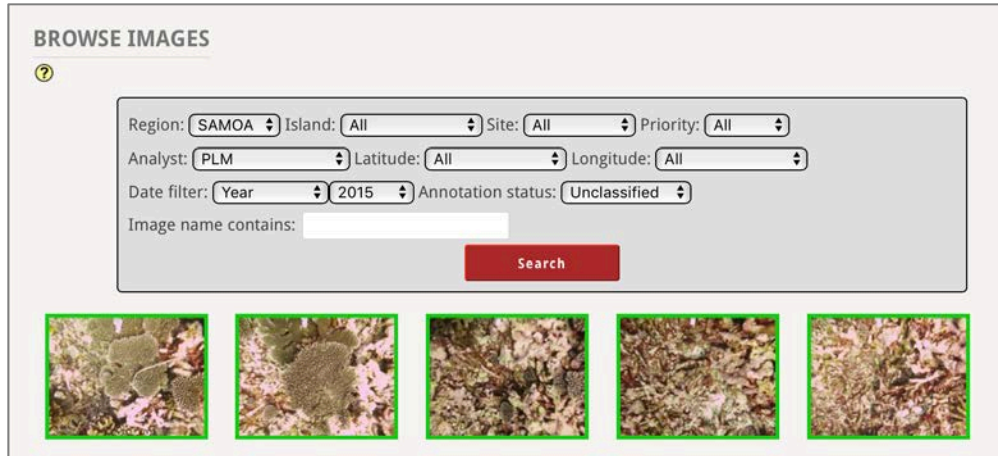 BROWSE IMAGES
?
Region: SAMOA Island: All Site: All Priority: All
Analyst: PLM Latitude: All Longitude: All
Date filter: Year 2015 Annotation status: Unclassified
Image name contains:
Search